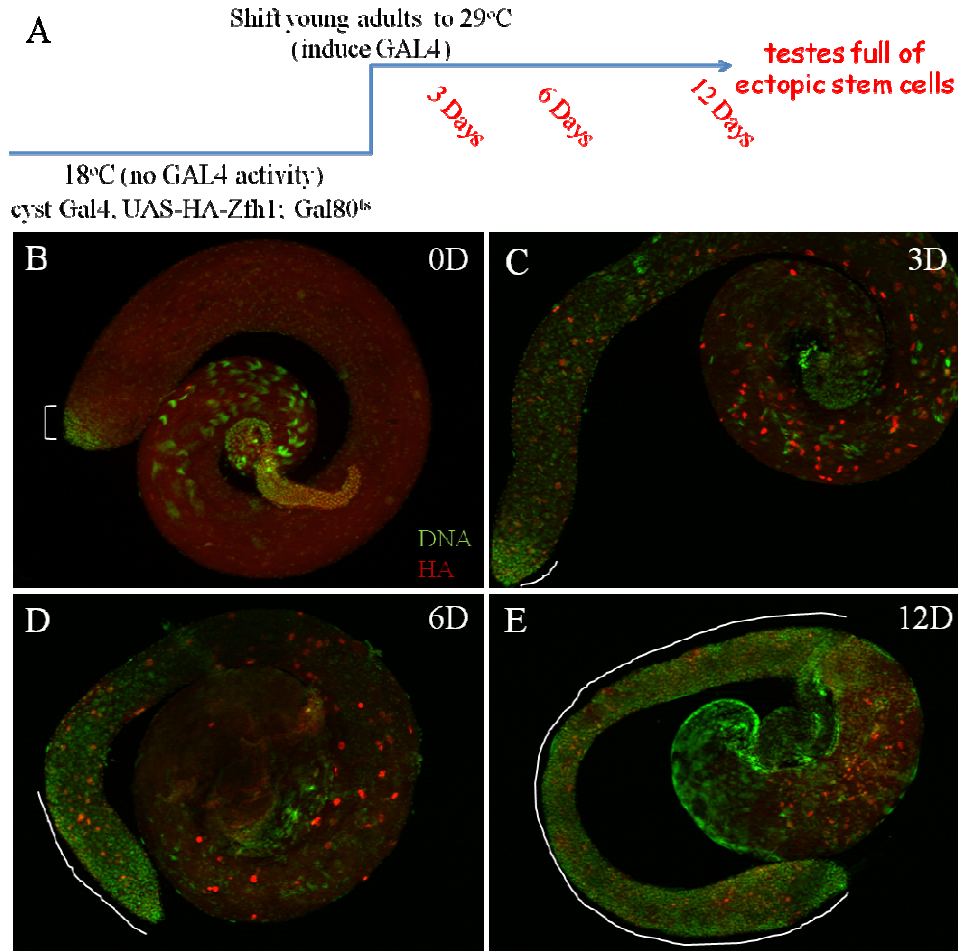 A
Shift young adults to 29°C
(induce GAL4)
testes full of
ectopic stem cells
3 Days
6 Days
12 Days
18°C (no GAL4 activity)
cyst Gal4, UAS-HA-Zfh1; Gal80ts
B
0D
DNA
HA
C
3D
D
6D
E
12D